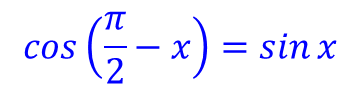 cos(π/2 − x) = sin x